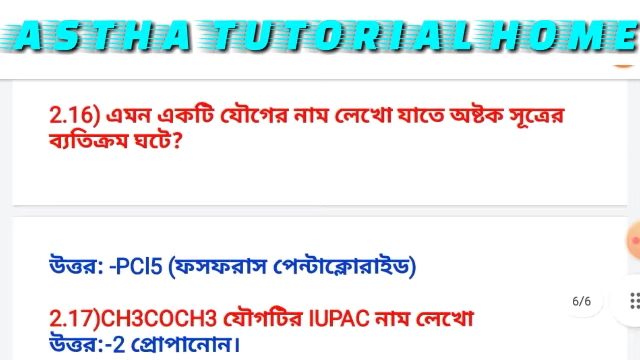 ASTHA TUTORIAL HOME
2.16) এমন একটি যৌগের নাম লেখো যাতে অষ্টক সূত্রের
ব্যতিক্রম ঘটে?
উত্তর: -PCl5 (ফসফরাস পেন্টাক্লোরাইড)
6/6
2.17)CH3COCH3 যৌগটির IUPAC নাম লেখো
উত্তর:-2 প্রোপানোন।